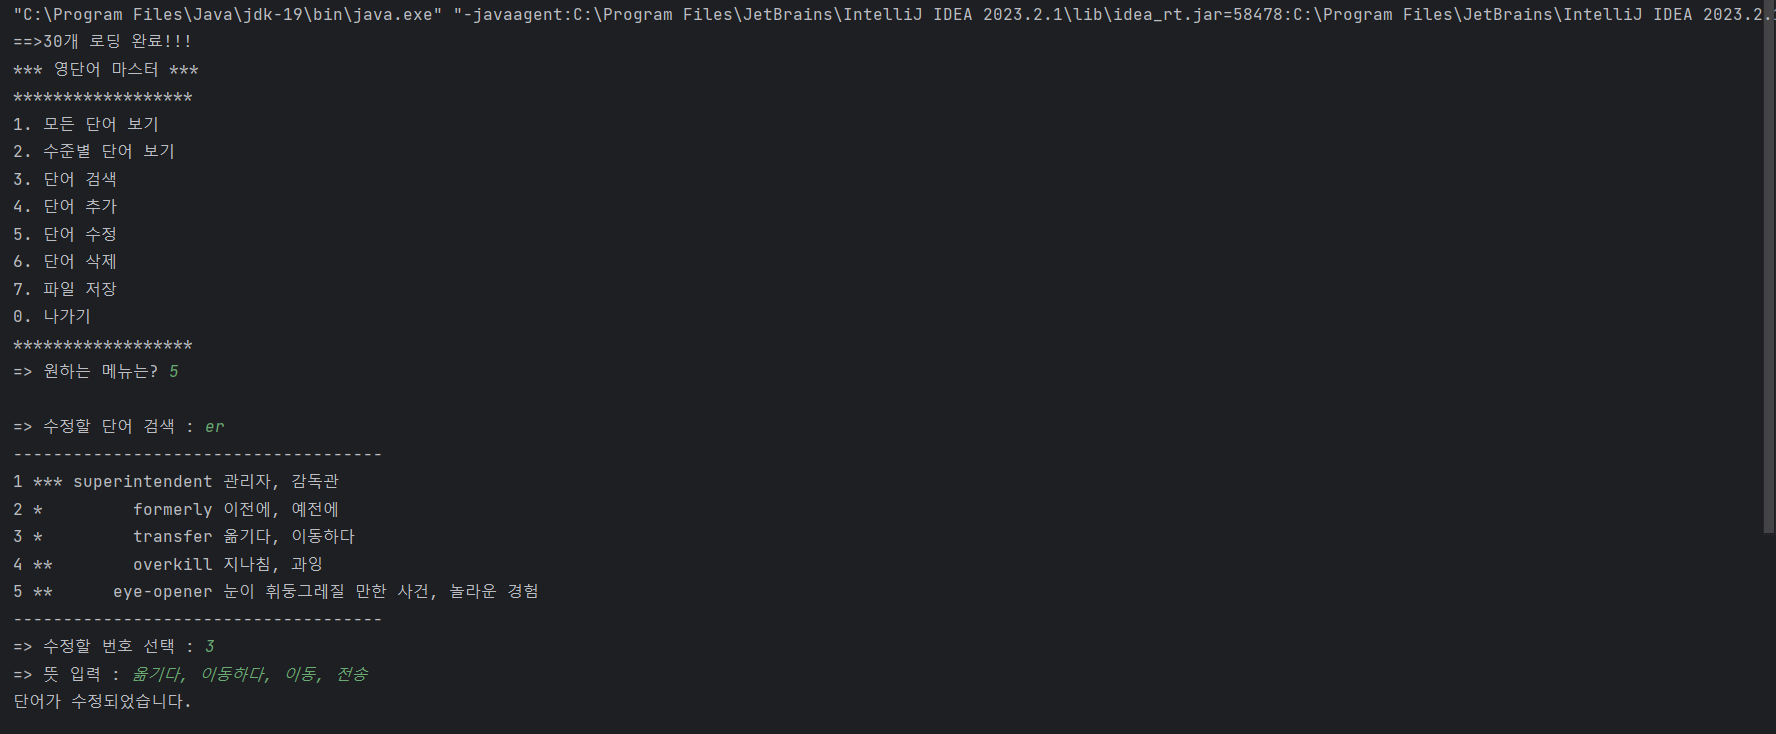 "C:\Program Files\Java\jdk-19\bin\java.exe" "-javaagent:C:\Program Files\JetBrains\IntelliJ IDEA 2023.2.1\lib\idea_rt.jar=58478:C:\Program Files\JetBrains\IntelliJ IDEA 2023.2.
==>30개 로딩 완료!!!
*** 영단어 마스터 ***
******************
1. 모든 단어 보기
2. 수준별 단어 보기
3. 단어 검색
4. 단어 추가
5. 단어 수정
6. 단어 삭제
7. 파일 저장
0. 나가기
******************
=> 원하는 메뉴는? 5
=> 수정할 단어 검색 : er
-------------------------------------
1 *** superintendent 관리자, 감독관
2 *         formerly 이전에, 예전에
3 *         transfer 옮기다, 이동하다
4 **        overkill 지나침, 과잉
5 **      eye-opener 눈이 휘둥그레질 만한 사건, 놀라운 경험
-------------------------------------
=> 수정할 번호 선택 : 3
=> 뜻 입력 : 옮기다, 이동하다, 이동, 전송
단어가 수정되었습니다.